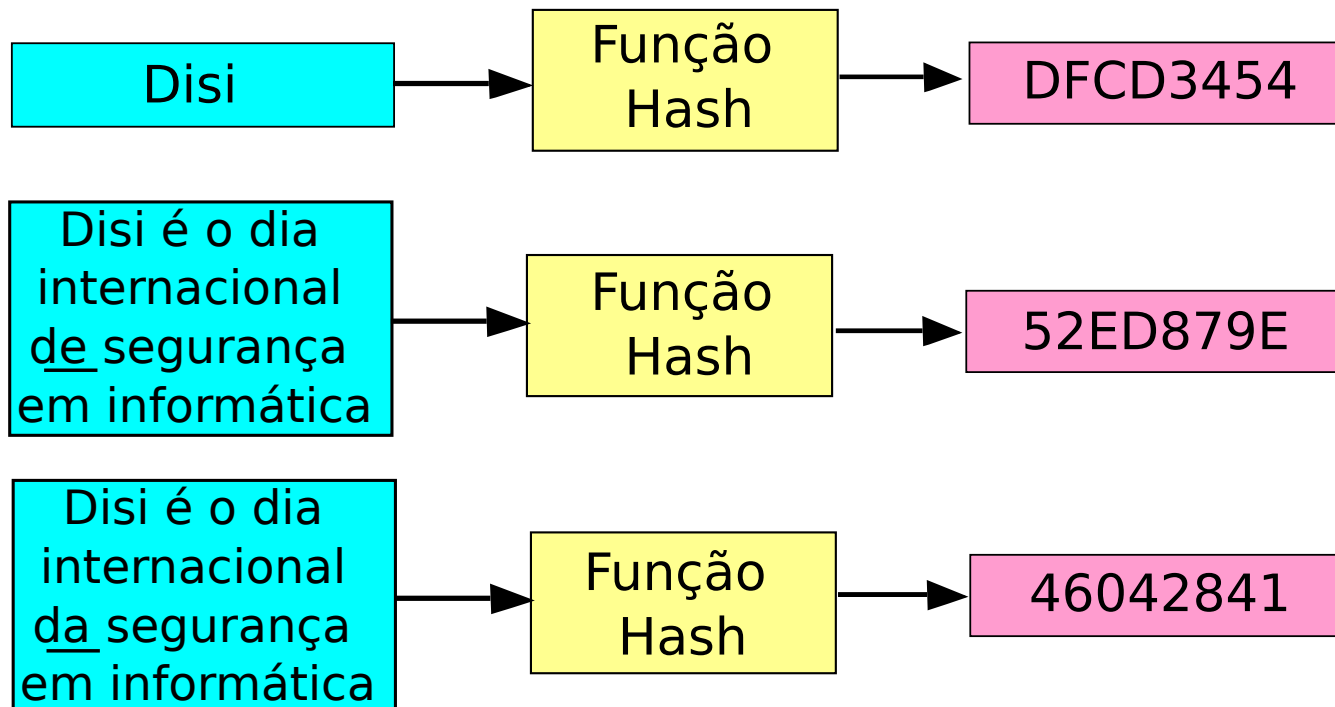 Disi
Função
Hash
DFCD3454
Disi é o dia
internacional
de segurança
em informática
Função
Hash
52ED879E
Disi é o dia
internacional
da segurança
em informática
Função
Hash
46042841